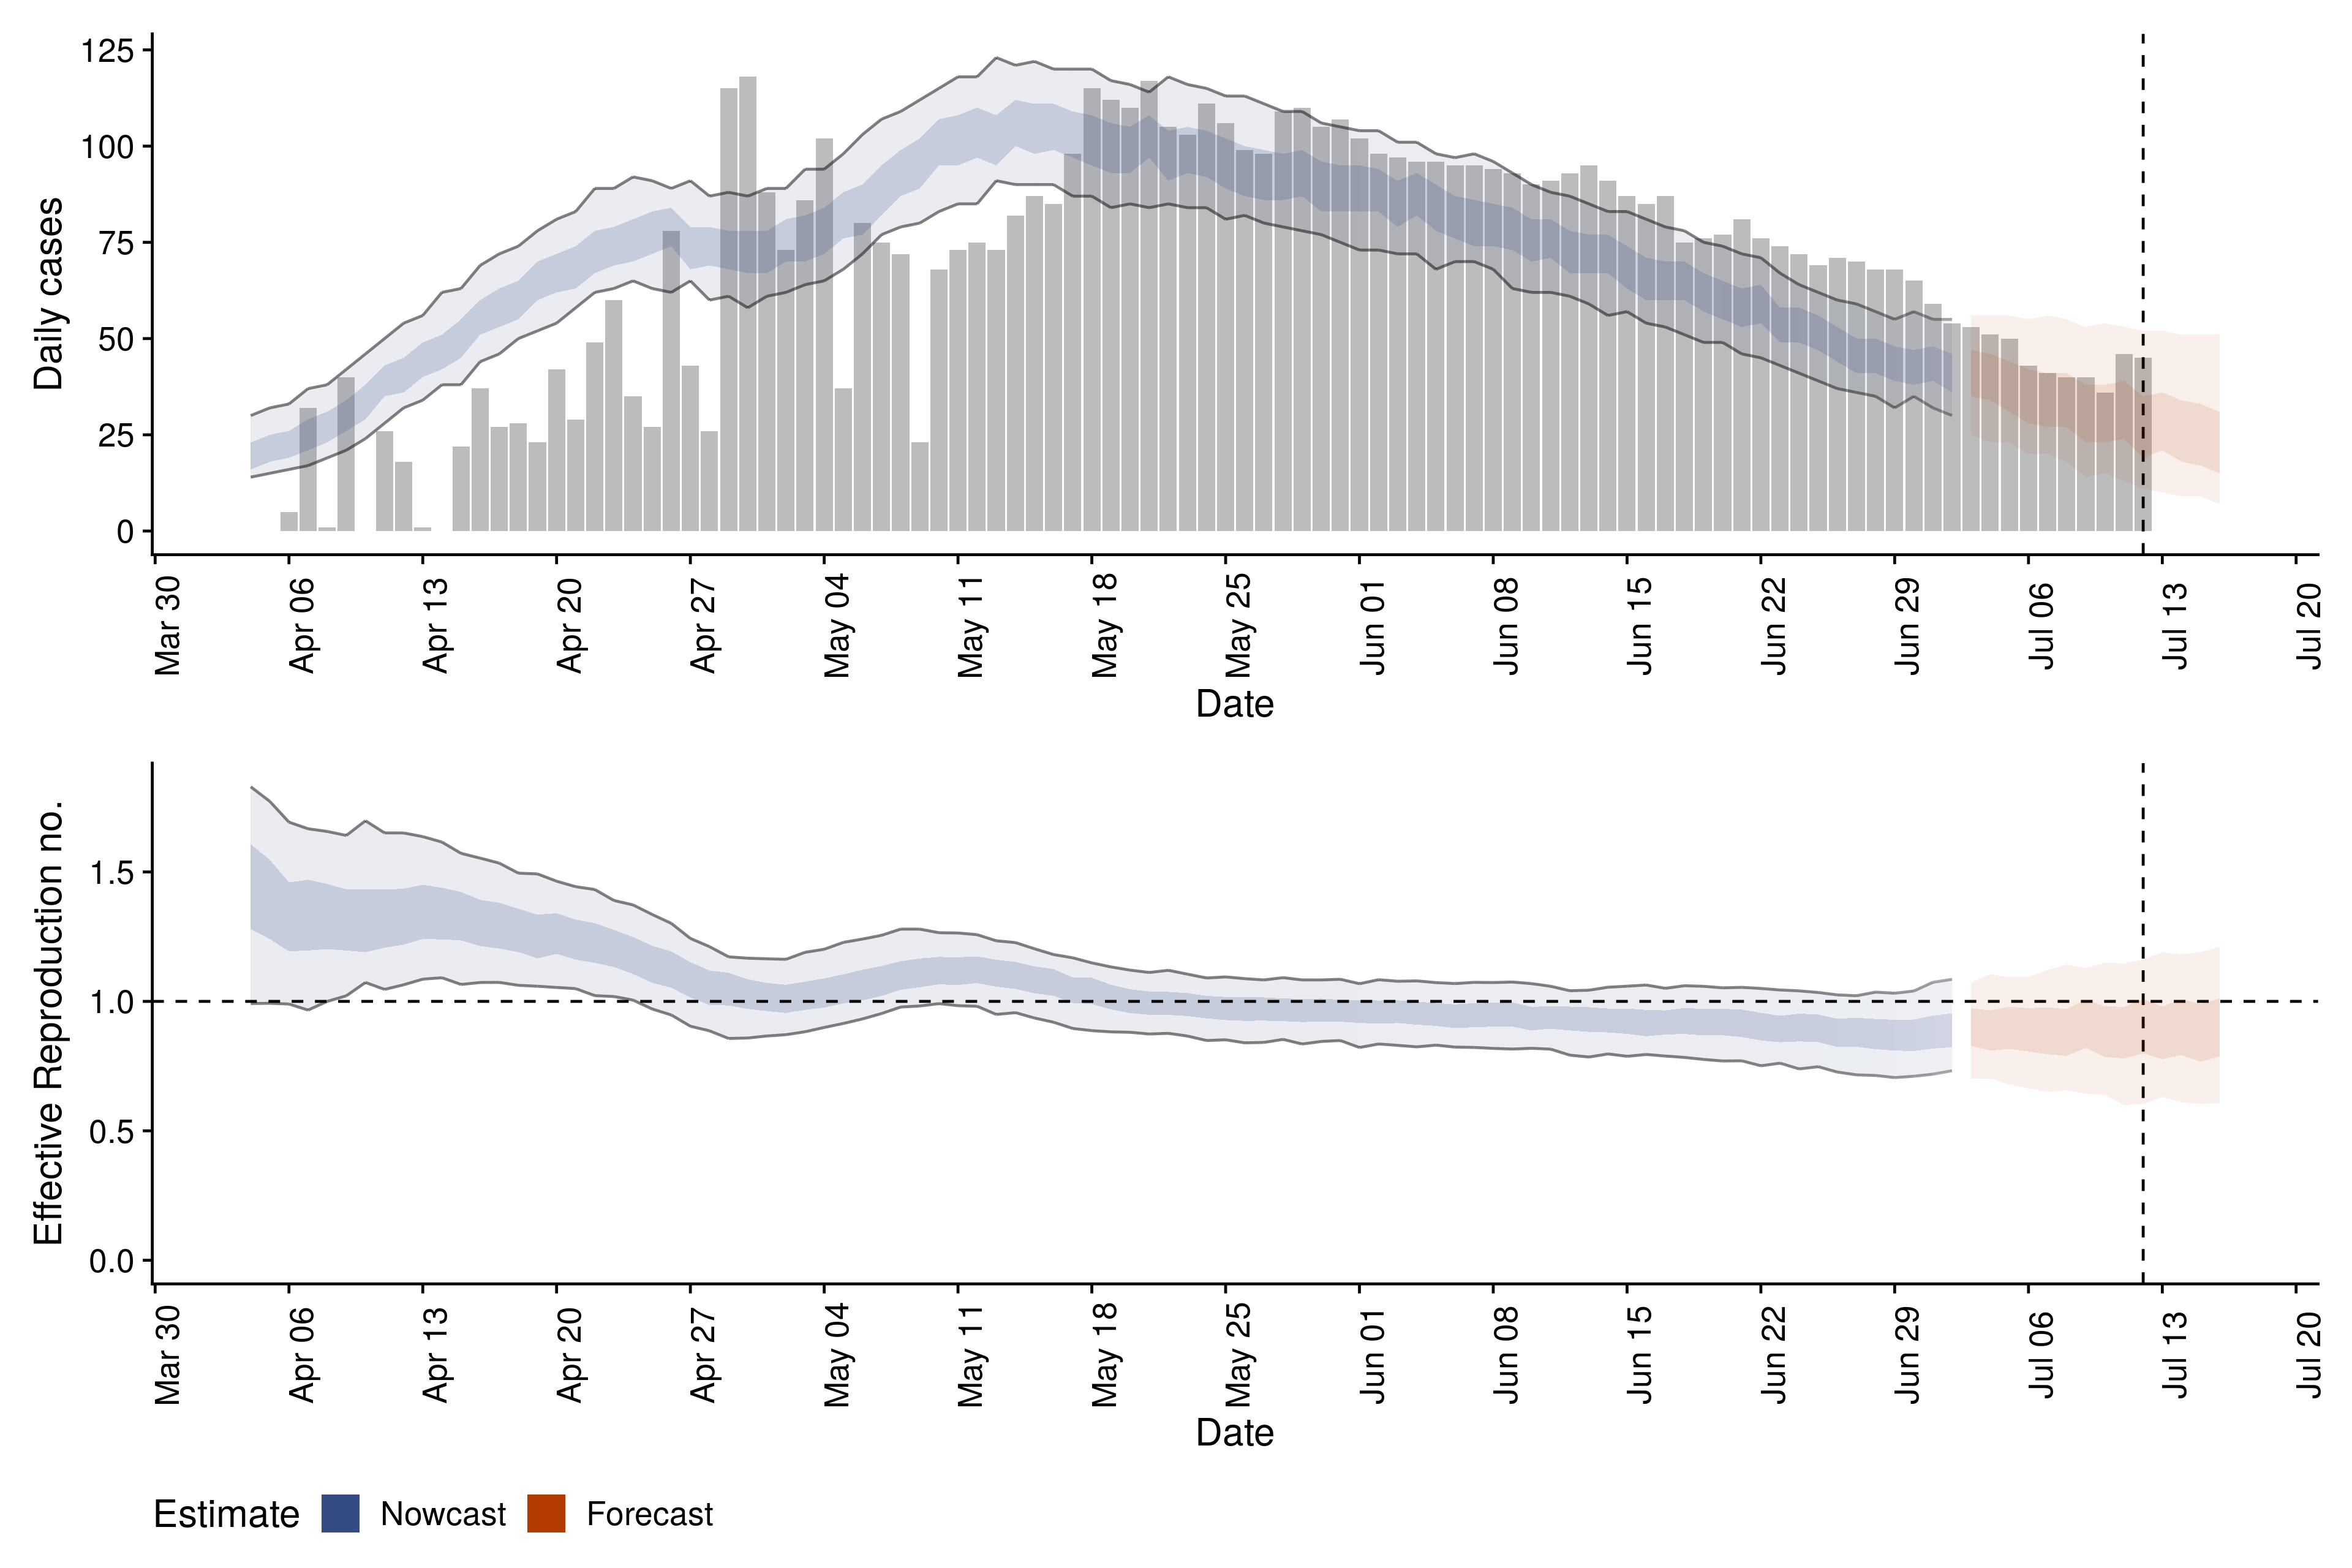 125
100
75
50
25
0
Daily cases
Mar 30
Apr 06
Apr 13
Apr 20
Apr 27
May 04
May 11
May 18
May 25
Jun 01
Jun 08
Jun 15
Jun 22
Jun 29
Jul 06
Jul 13
Jul 20
Date
1.5
1.0
0.5
0.0
Effective Reproduction no.
Mar 30
Apr 06
Apr 13
Apr 20
Apr 27
May 04
May 11
May 18
May 25
Jun 01
Jun 08
Jun 15
Jun 22
Jun 29
Jul 06
Jul 13
Jul 20
Date
Estimate Nowcast Forecast